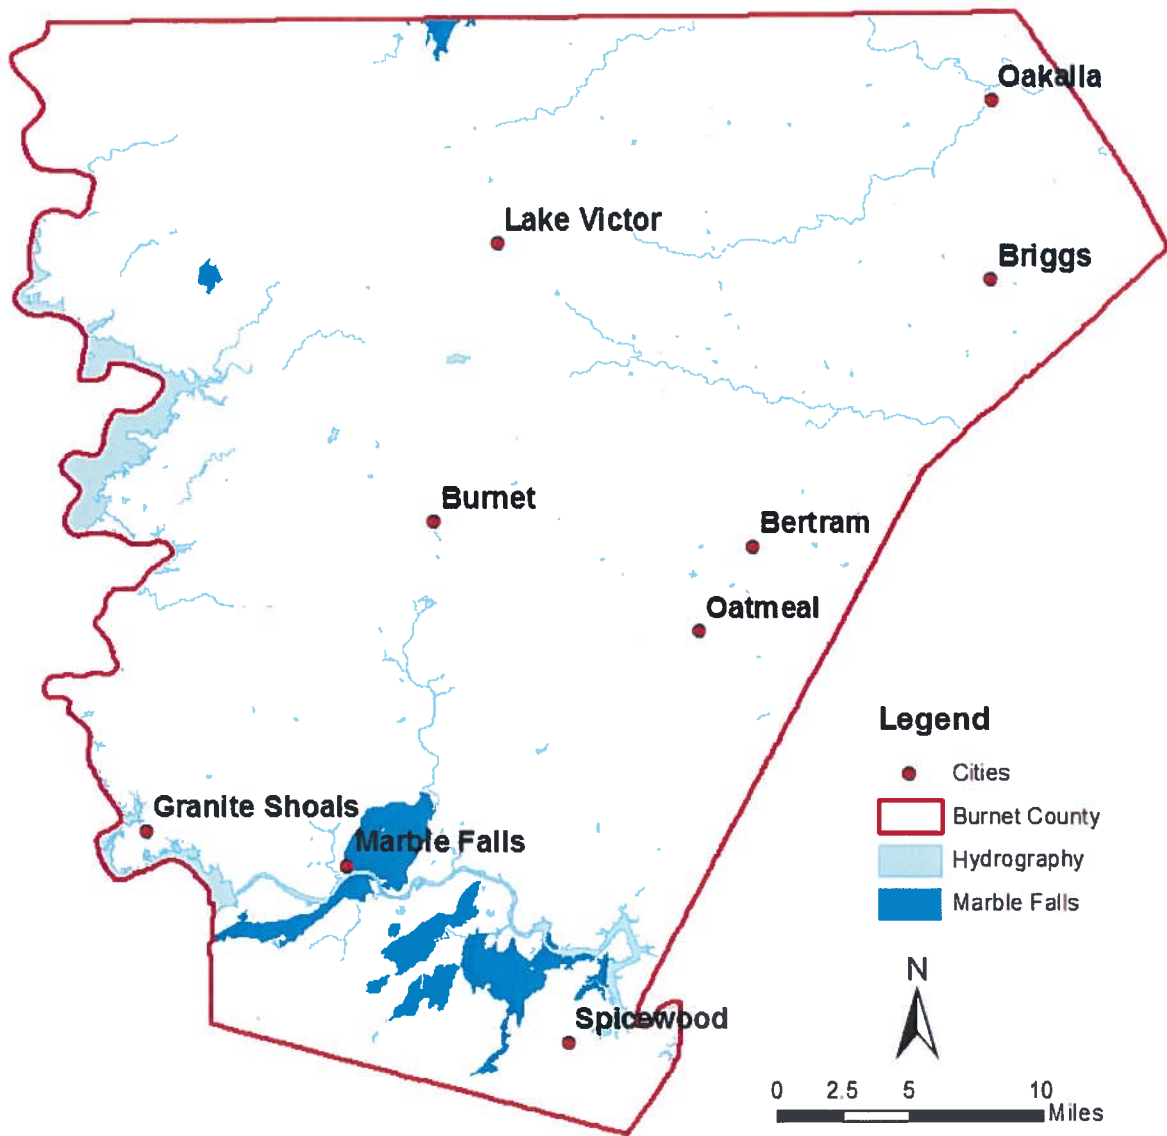 Oakalla
Lake Victor
Briggs
Burnet
Bertram
Oatmeal
Legend
Cities
Granite Shoals
Burnet County
Marble Falls
Hydrography
Marble Falls
N
Spicewood
0 2.5 5 10
Miles